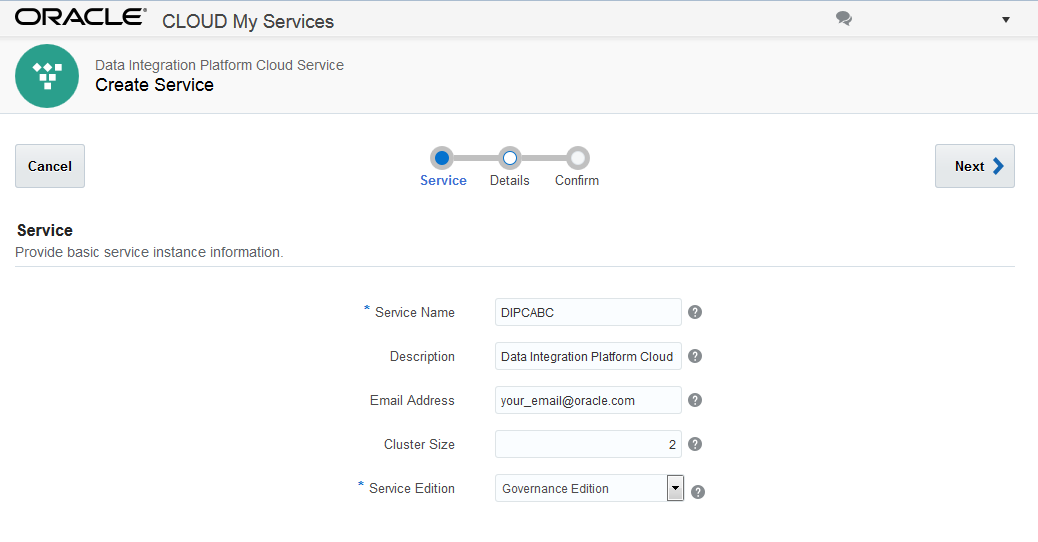 ORACLE® CLOUD My Services
Data Integration Platform Cloud Service
Create Service
Cancel
Service Details Confirm
Next
Service
Provide basic service instance information.
* Service Name DIPCABC ?
Description Data Integration Platform Cloud ?
Email Address your_email@oracle.com ?
Cluster Size 2 ?
* Service Edition Governance Edition ?